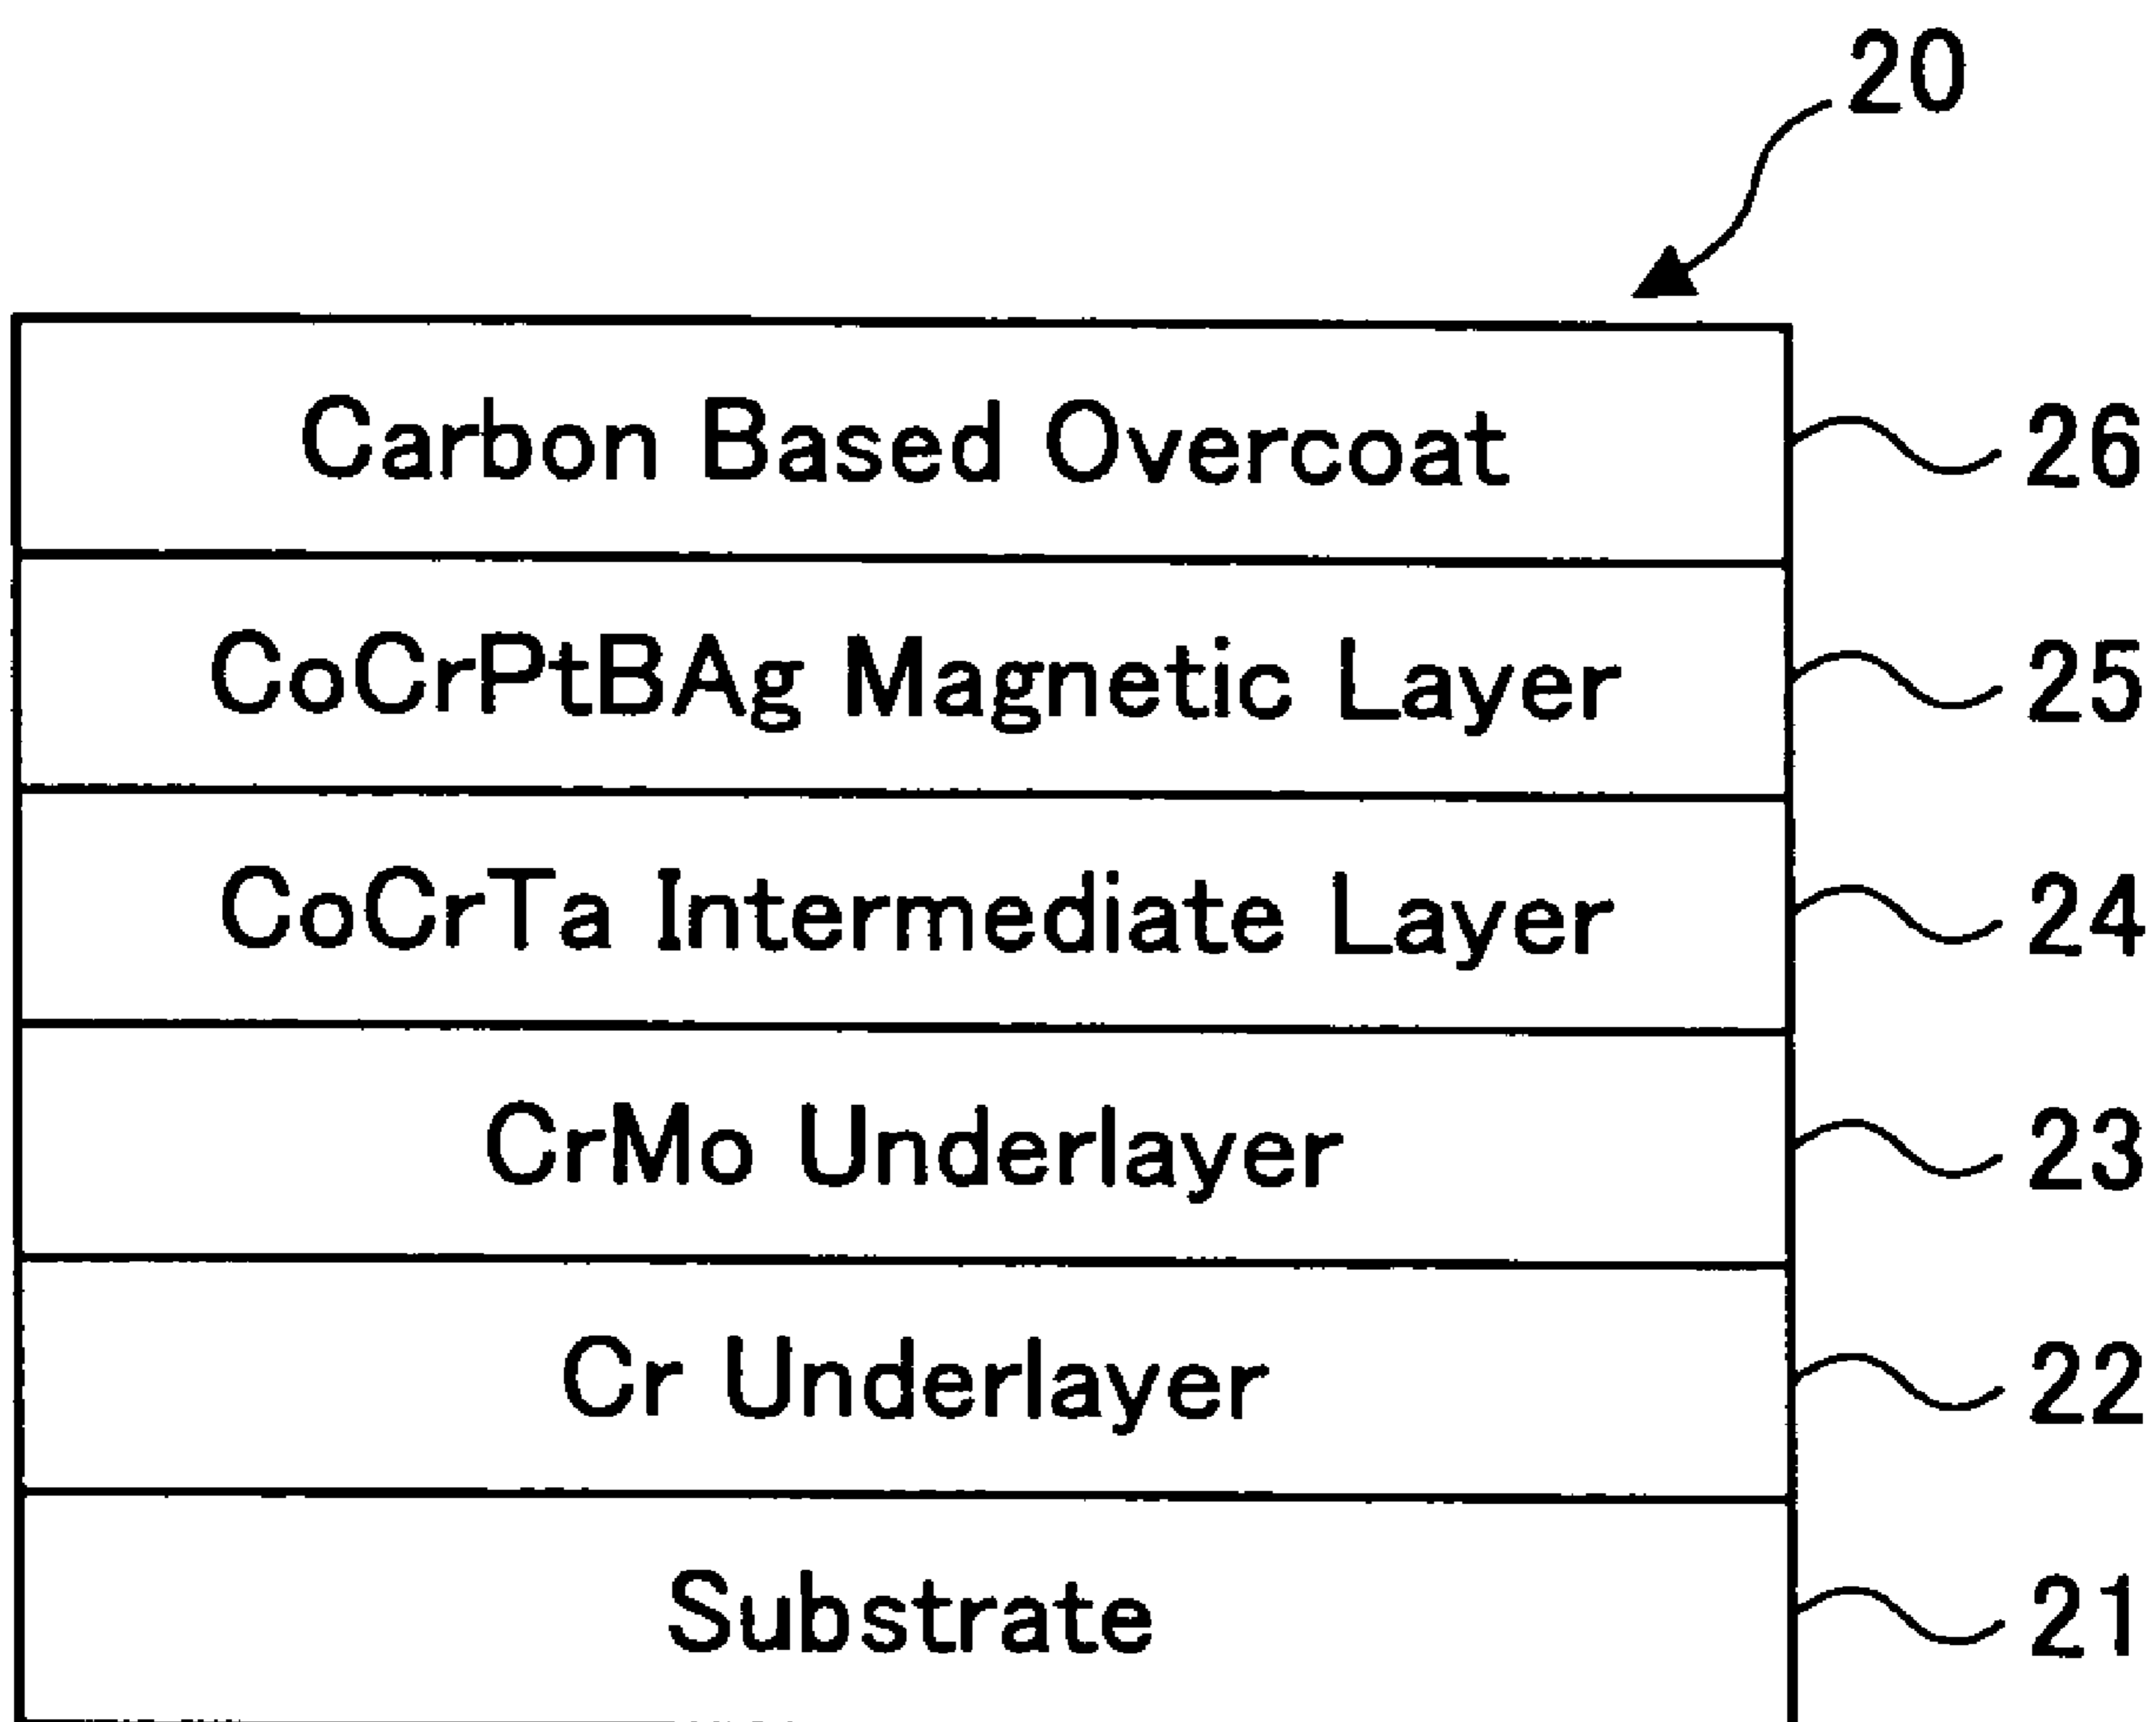 20
Carbon Based Overcoat 26
CoCrPtBAg Magnetic Layer 25
CoCrTa Intermediate Layer 24
CrMo Underlayer 23
Cr Underlayer 22
Substrate 21